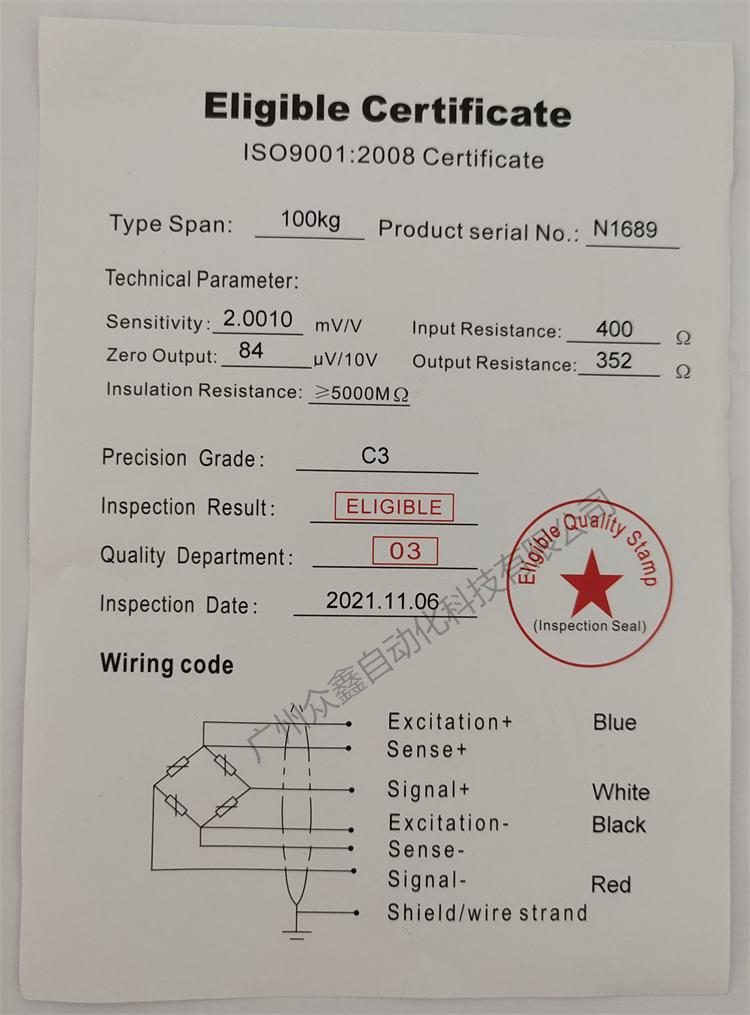 Eligible Certificate
ISO9001:2008 Certificate
Type Span: 100kg Product serial No.: N1689
Technical Parameter:
Sensitivity: 2.0010 mV/V Input Resistance: 400 Ω
Zero Output: 84 μV/10V Output Resistance: 352 Ω
Insulation Resistance: ≥5000MΩ
Precision Grade: C3
Inspection Result: ELIGIBLE
Quality Department: 03
Inspection Date: 2021.11.06
Eligible Quality Stamp
(Inspection Seal)
广州众鑫自动化科技有限公司
Wiring code
Excitation+ Blue
Sense+
Signal+ White
Excitation- Black
Sense-
Signal- Red
Shield/wire strand